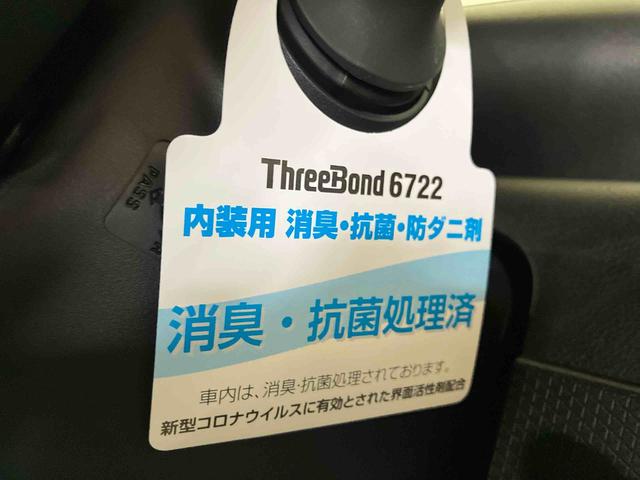 ThreeBond 6722
内装用 消臭・抗菌・防ダニ剤
消臭・抗菌処理済
車内は、消臭・抗菌処理されております。
新型コロナウイルスに有効とされた界面活性剤配合
PASS